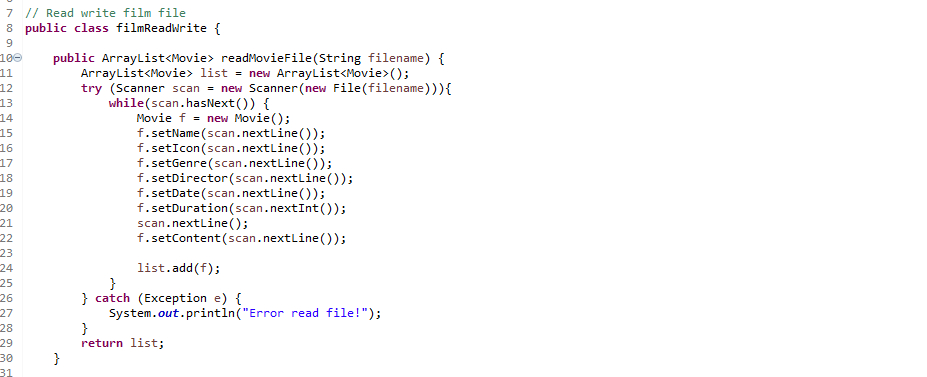 7 // Read write film file
8 public class filmReadWrite {
9
10 public ArrayList<Movie> readMovieFile(String filename) {
11 ArrayList<Movie> list = new ArrayList<Movie>();
12 try (Scanner scan = new Scanner(new File(filename))){
13 while(scan.hasNext()) {
14 Movie f = new Movie();
15 f.setName(scan.nextLine());
16 f.setIcon(scan.nextLine());
17 f.setGenre(scan.nextLine());
18 f.setDirector(scan.nextLine());
19 f.setDate(scan.nextLine());
20 f.setDuration(scan.nextInt());
21 scan.nextLine();
22 f.setContent(scan.nextLine());
23
24 list.add(f);
25 }
26 } catch (Exception e) {
27 System.out.println("Error read file!");
28 }
29 return list;
30 }
31